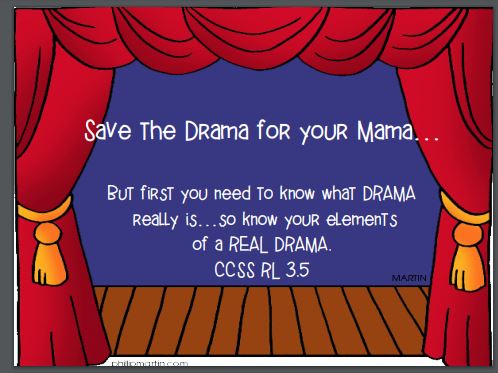 Save the Drama for your Mama...
But first you need to know what DRAMA
really is...so know your elements
of a REAL DRAMA.
CCSS RL 3.5
MARTIN
philipmartin.com